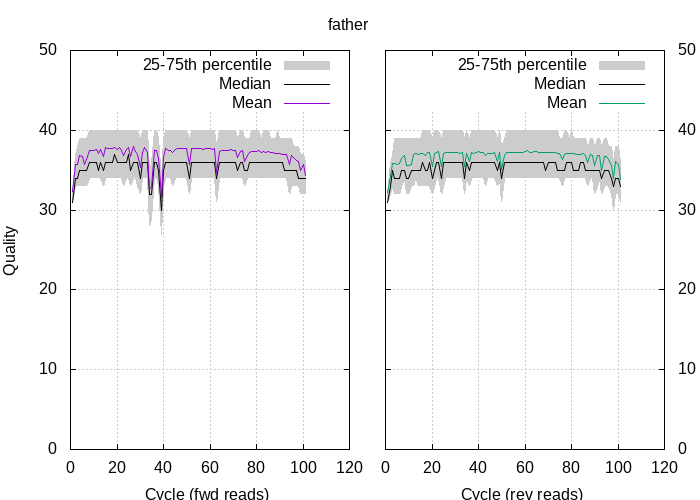 father
50
40
30
20
10
0
Quality
25-75th percentile
Median
Mean
0 20 40 60 80 100 120
Cycle (fwd reads)
25-75th percentile
Median
Mean
50
40
30
20
10
0
0 20 40 60 80 100 120
Cycle (rev reads)